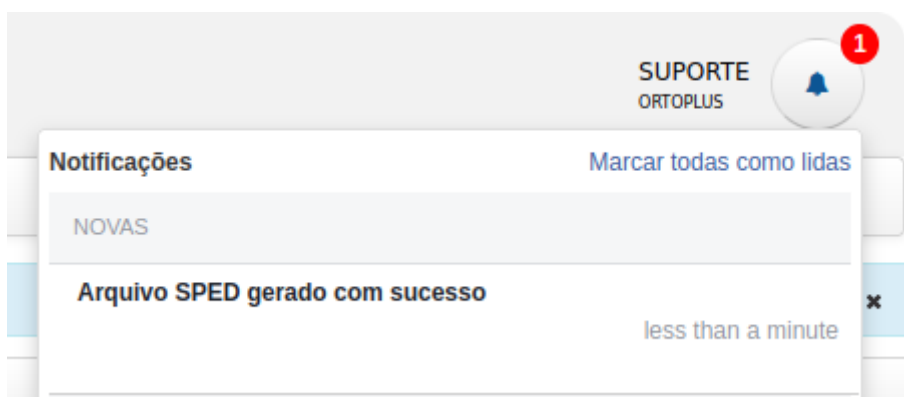 1
SUPORTE
ORTOPLUS
Notificações
Marcar todas como lidas
NOVAS
Arquivo SPED gerado com sucesso
less than a minute